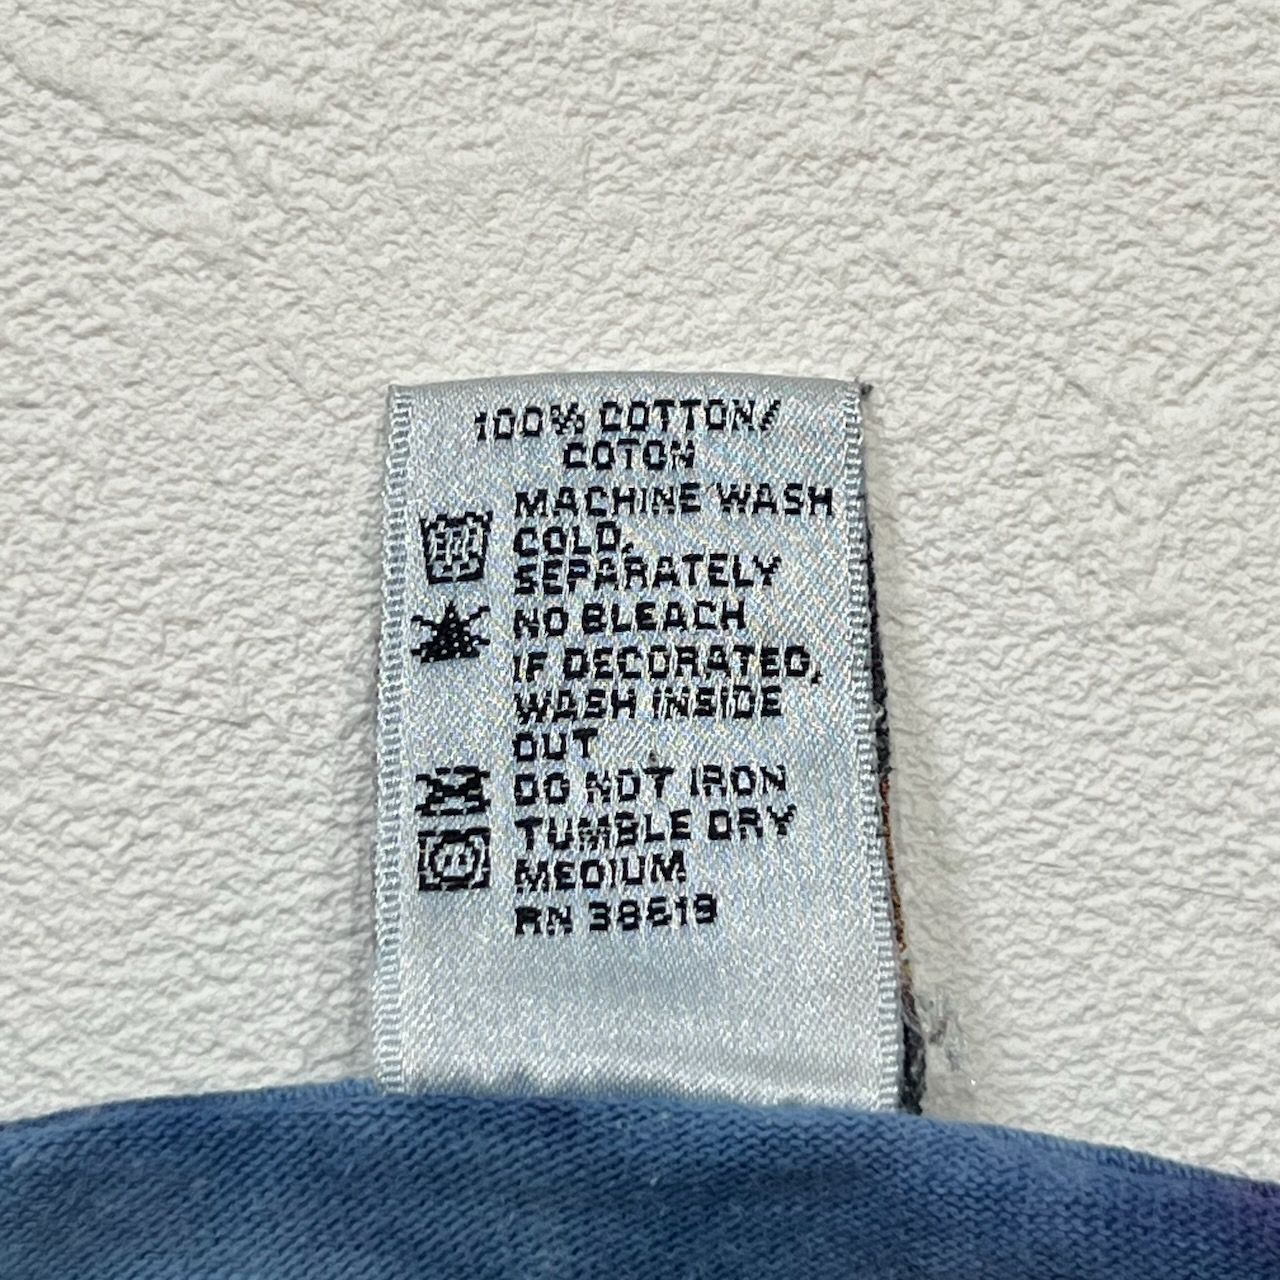 100% COTTON/
COTON
MACHINE WASH
COLD,
SEPARATELY
NO BLEACH
IF DECORATED,
WASH INSIDE
OUT
DO NOT IRON
TUMBLE DRY
MEDIUM
RN 38619